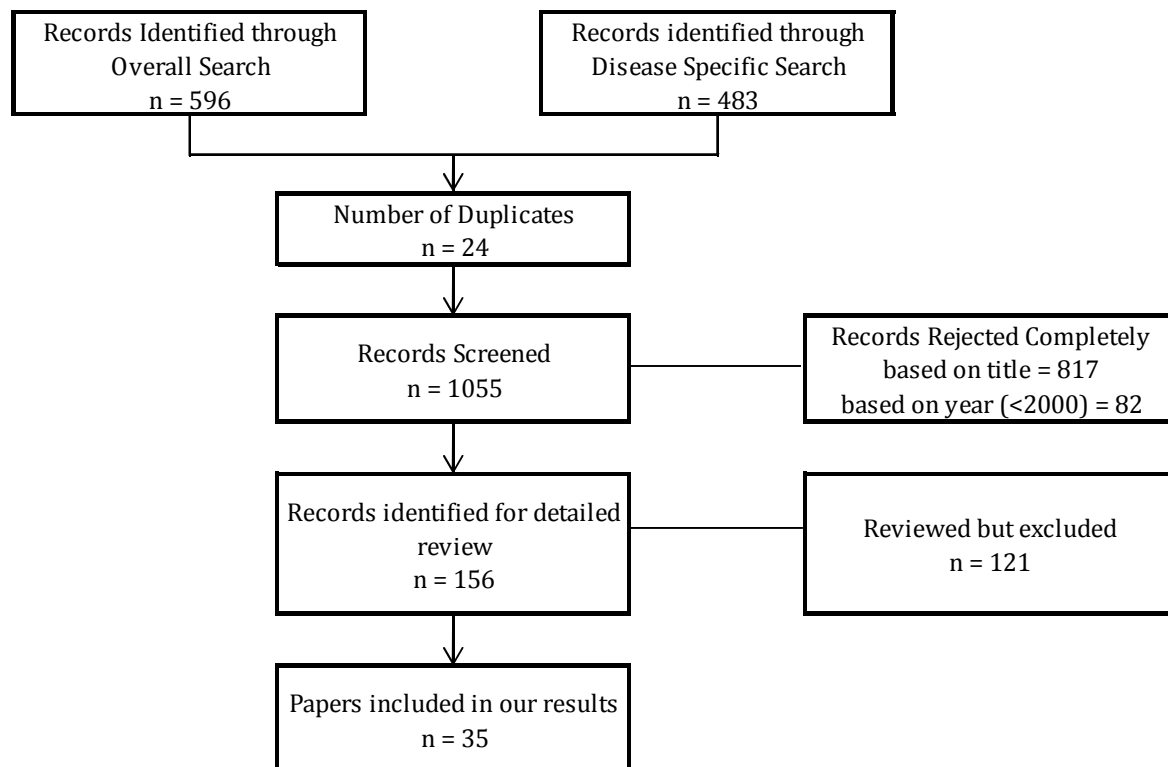 Records Identified through
Overall Search
n = 596
Records identified through
Disease Specific Search
n = 483
Number of Duplicates
n = 24
Records Screened
n = 1055
Records Rejected Completely
based on title = 817
based on year (<2000) = 82
Records identified for detailed
review
n = 156
Reviewed but excluded
n = 121
Papers included in our results
n = 35